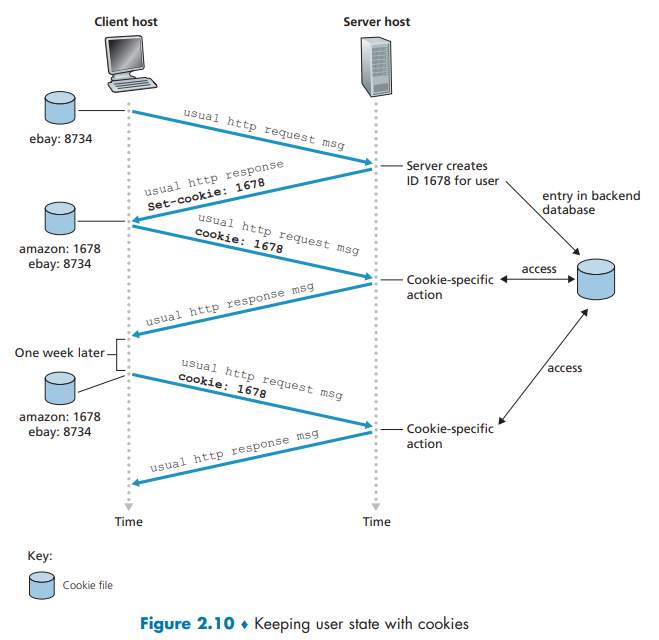 Client host
Server host
ebay: 8734
usual http request msg
Server creates
ID 1678 for user
entry in backend
database
usual http response
Set-cookie: 1678
amazon: 1678
ebay: 8734
usual http request msg
cookie: 1678
Cookie-specific
action
access
usual http response msg
One week later
amazon: 1678
ebay: 8734
usual http request msg
cookie: 1678
access
Cookie-specific
action
usual http response msg
Time
Time
Key:
Cookie file
Figure 2.10 ♦ Keeping user state with cookies